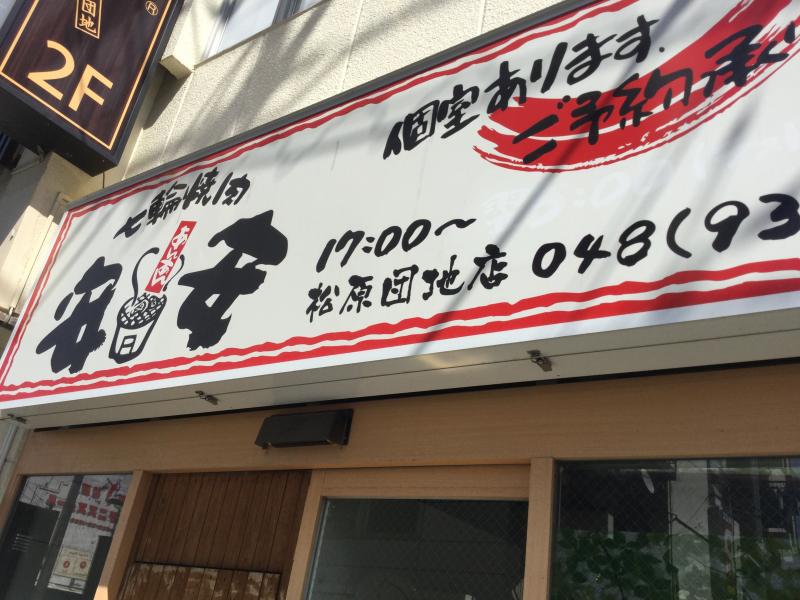 団地
2F
個室あります。
ご予約承り
七輪焼肉
安安
17:00～
松原団地店 048(93